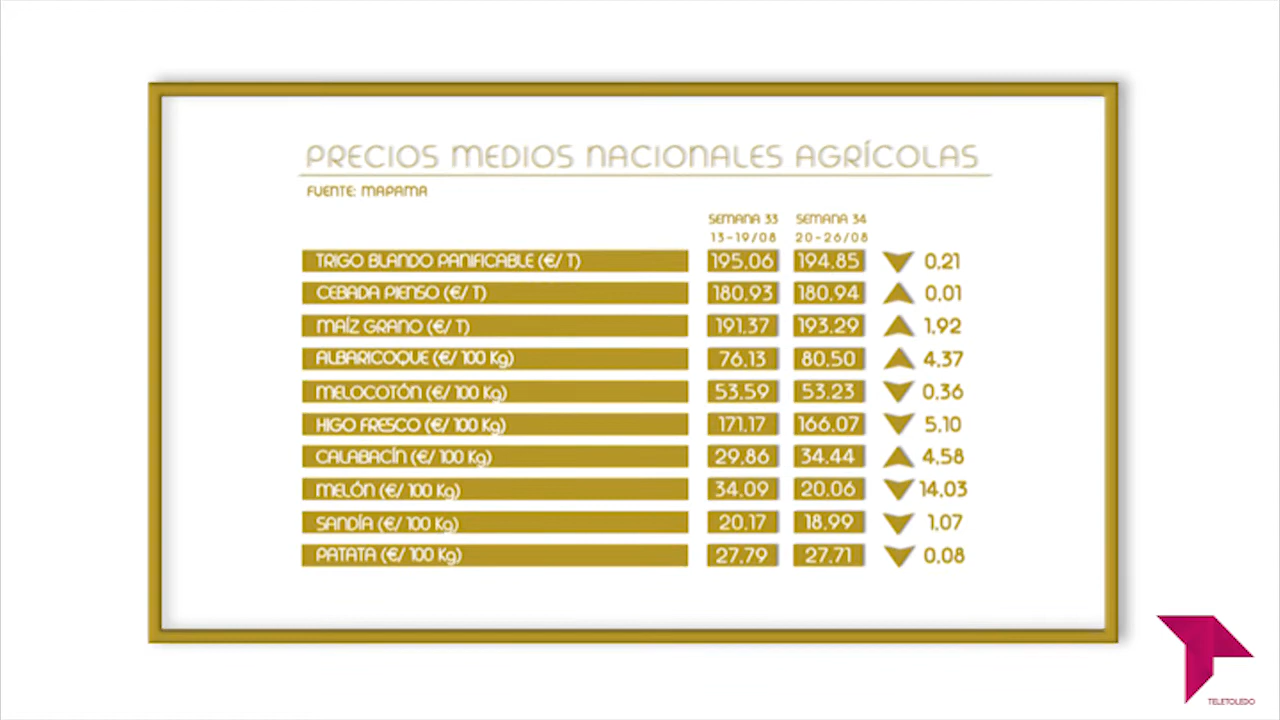 PRECIOS MEDIOS NACIONALES AGRÍCOLAS
FUENTE: MAPAMA
SEMANA 33 SEMANA 34
13-19/08 20-26/08
TRIGO BLANDO PANIFICABLE (€/ T) 195,06 194,85 0,21
CEBADA PIENSO (€/ T) 180,93 180,94 0,01
MAÍZ GRANO (€/ T) 191,37 193,29 1,92
ALBARICOQUE (€/ 100 Kg) 76,13 80,50 4,37
MELOCOTÓN (€/ 100 Kg) 53,59 53,23 0,36
HIGO FRESCO (€/ 100 Kg) 171,17 166,07 5,10
CALABACÍN (€/ 100 Kg) 29,86 34,44 4,58
MELÓN (€/ 100 Kg) 34,09 20,06 14,03
SANDÍA (€/ 100 Kg) 20,17 18,99 1,07
PATATA (€/ 100 Kg) 27,79 27,71 0,08
TELETOLEDO